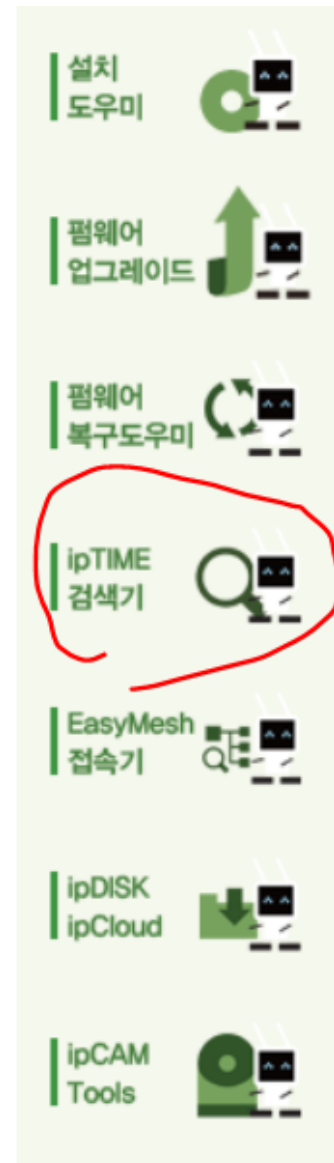 설치
도우미
펌웨어
업그레이드
펌웨어
복구도우미
ipTIME
검색기
EasyMesh
접속기
ipDISK
ipCloud
ipCAM
Tools